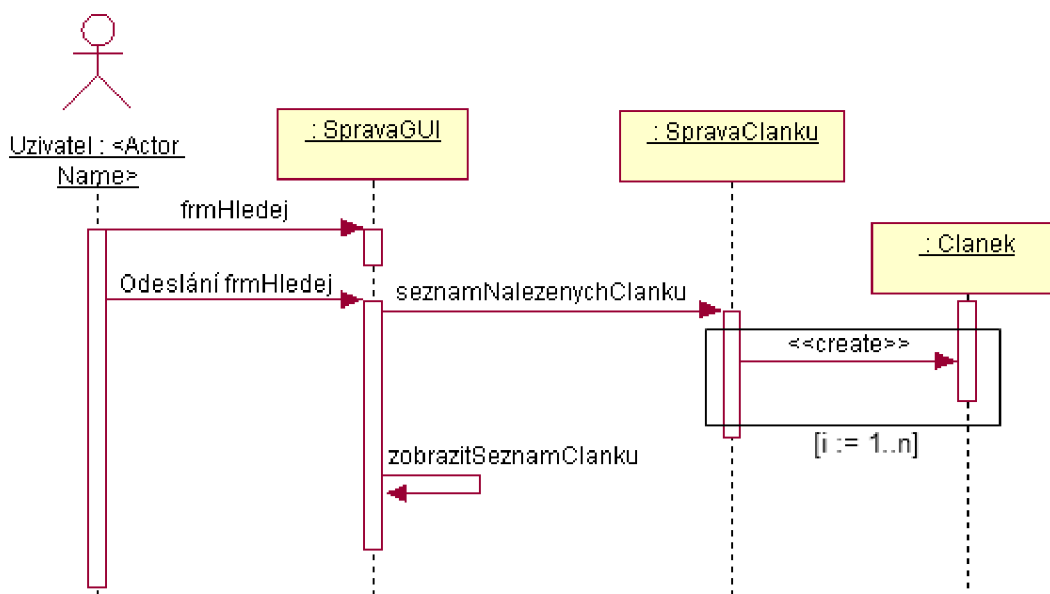 : SpravaGUI
: SpravaClanku
Uzivatel : <Actor
Name>
frmHledej
: Clanek
Odeslání frmHledej
seznamNalezenychClanku
<<create>>
[i := 1..n]
zobrazitSeznamClanku